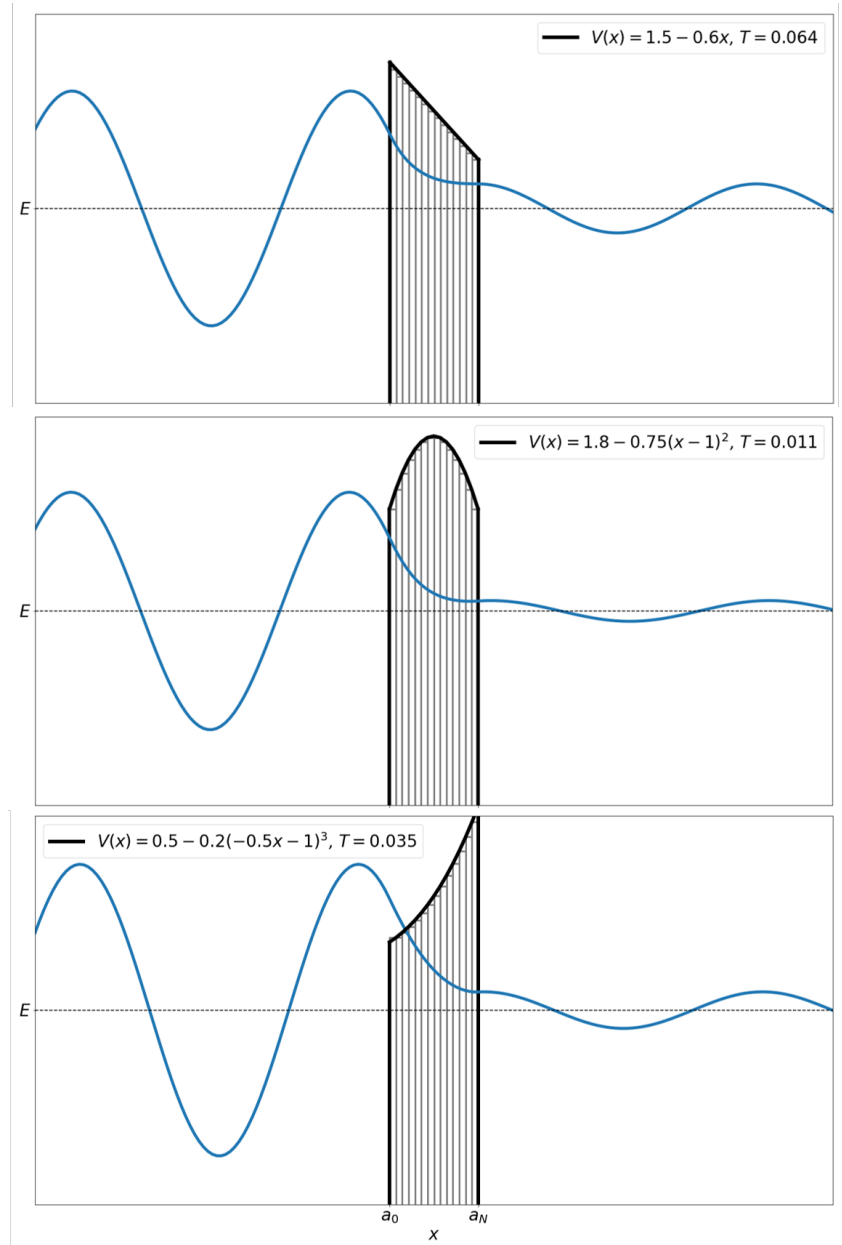 V(x) = 1.5 − 0.6x, T = 0.064
E
V(x) = 1.8 − 0.75(x − 1)², T = 0.011
E
V(x) = 0.5 − 0.2(−0.5x − 1)³, T = 0.035
E
a₀ a_N
x